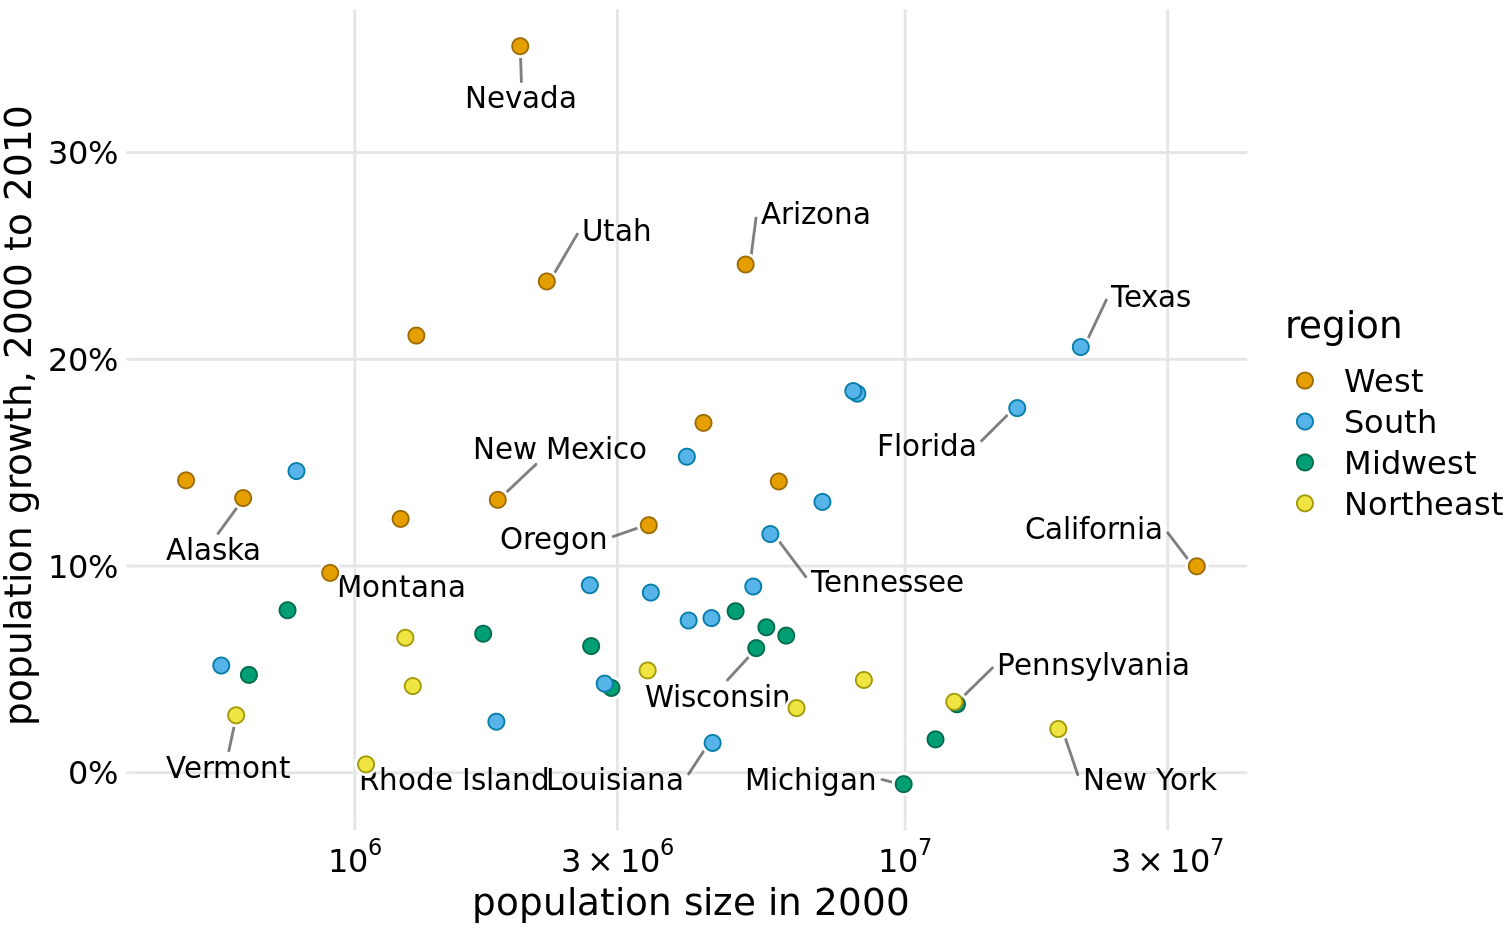 Nevada
30%
Utah
Arizona
Texas
region
West
South
Midwest
Northeast
20%
New Mexico
Florida
Alaska
Oregon
California
10%
Montana
Tennessee
Wisconsin
Pennsylvania
Vermont
0%
Rhode Island
Louisiana
Michigan
New York
10⁶
3 × 10⁶
10⁷
3 × 10⁷
population size in 2000
population growth, 2000 to 2010